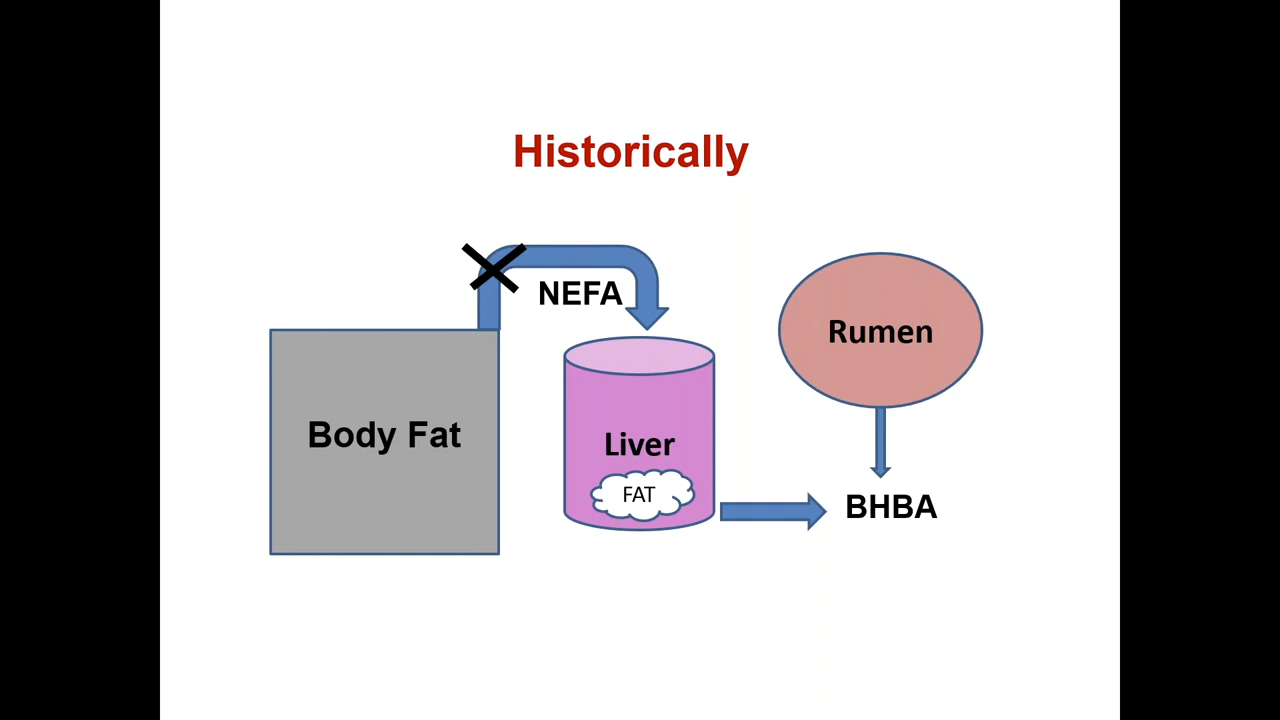 Historically
NEFA
Rumen
Body Fat
Liver
FAT
BHBA